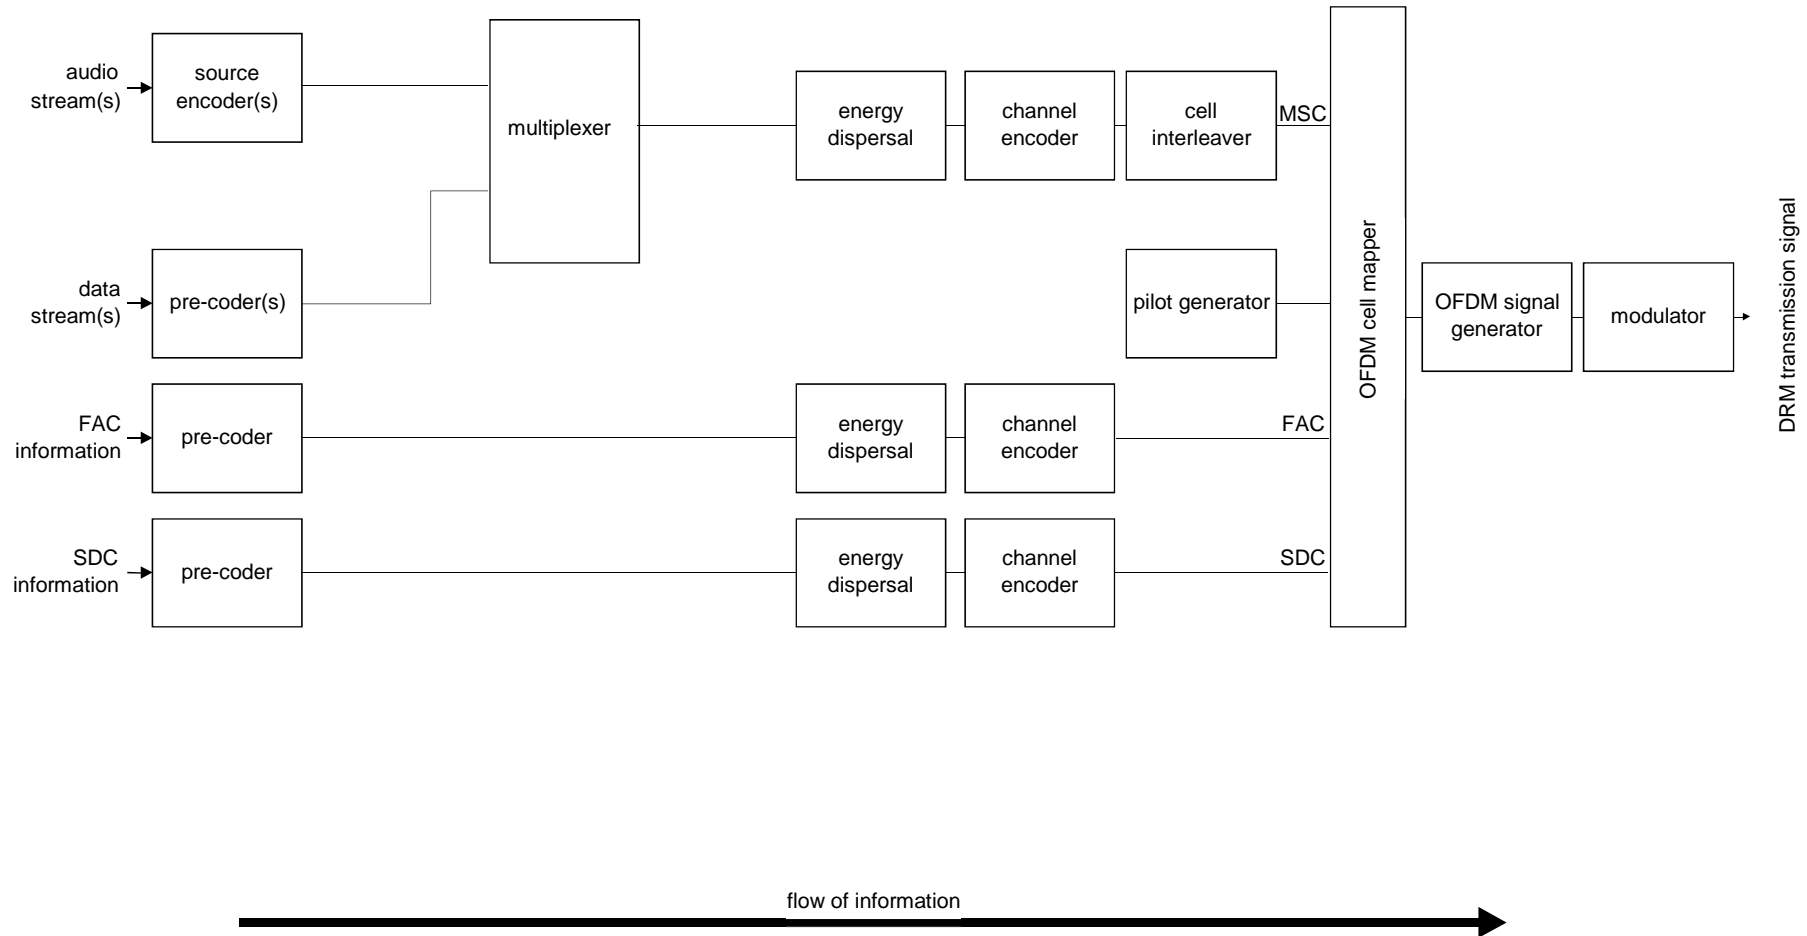 audio
stream(s)
source
encoder(s)
multiplexer
energy
dispersal
channel
encoder
cell
interleaver
MSC
data
stream(s)
pre-coder(s)
pilot generator
OFDM cell mapper
OFDM signal
generator
modulator
DRM transmission signal
FAC
information
pre-coder
energy
dispersal
channel
encoder
FAC
SDC
information
pre-coder
energy
dispersal
channel
encoder
SDC
flow of information